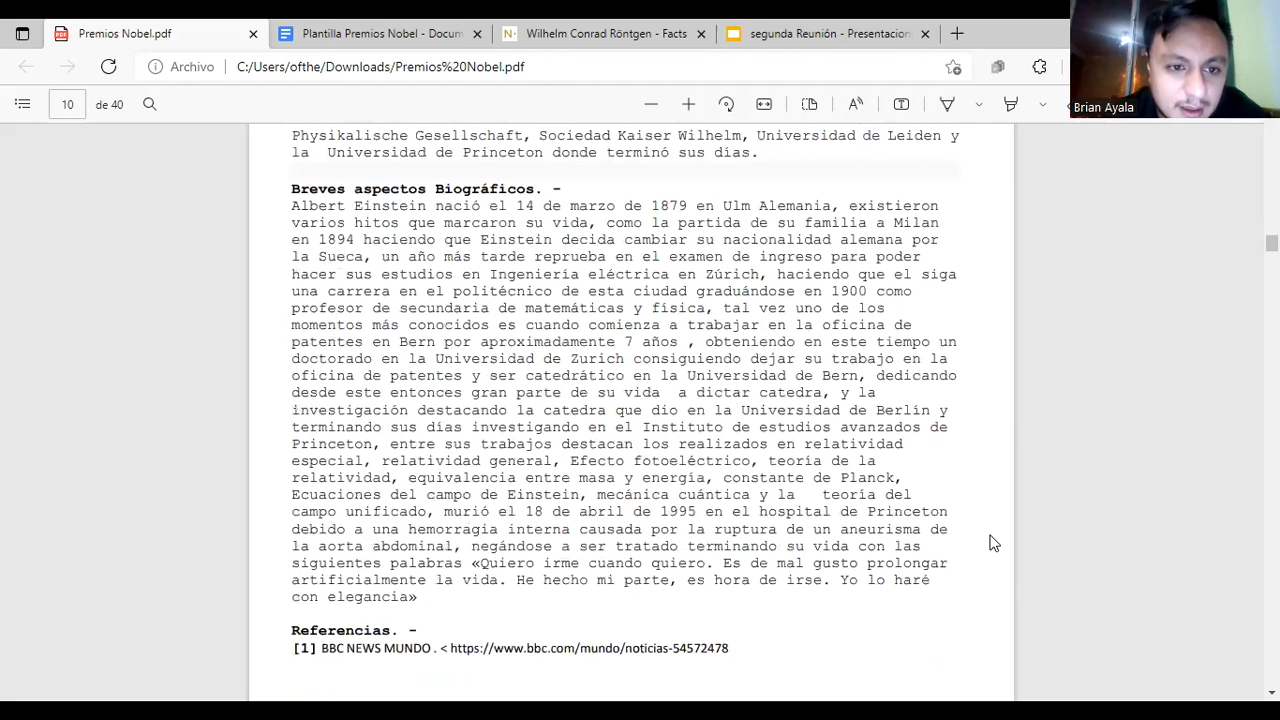 Premios Nobel.pdf
Plantilla Premios Nobel - Docum
Wilhelm Conrad Röntgen - Facts
segunda Reunión - Presentacion
Archivo
C:/Users/ofthe/Downloads/Premios%20Nobel.pdf
Brian Ayala
10 de 40
Physikalische Gesellschaft, Sociedad Kaiser Wilhelm, Universidad de Leiden y
la Universidad de Princeton donde terminó sus días.
Breves aspectos Biográficos. -
Albert Einstein nació el 14 de marzo de 1879 en Ulm Alemania, existieron
varios hitos que marcaron su vida, como la partida de su familia a Milan
en 1894 haciendo que Einstein decida cambiar su nacionalidad alemana por
la Sueca, un año más tarde reprueba en el examen de ingreso para poder
hacer sus estudios en Ingeniería eléctrica en Zúrich, haciendo que el siga
una carrera en el politécnico de esta ciudad graduándose en 1900 como
profesor de secundaria de matemáticas y física, tal vez uno de los
momentos más conocidos es cuando comienza a trabajar en la oficina de
patentes en Bern por aproximadamente 7 años , obteniendo en este tiempo un
doctorado en la Universidad de Zurich consiguiendo dejar su trabajo en la
oficina de patentes y ser catedrático en la Universidad de Bern, dedicando
desde este entonces gran parte de su vida a dictar catedra, y la
investigación destacando la catedra que dio en la Universidad de Berlín y
terminando sus días investigando en el Instituto de estudios avanzados de
Princeton, entre sus trabajos destacan los realizados en relatividad
especial, relatividad general, Efecto fotoeléctrico, teoría de la
relatividad, equivalencia entre masa y energía, constante de Planck,
Ecuaciones del campo de Einstein, mecánica cuántica y la teoría del
campo unificado, murió el 18 de abril de 1995 en el hospital de Princeton
debido a una hemorragia interna causada por la ruptura de un aneurisma de
la aorta abdominal, negándose a ser tratado terminando su vida con las
siguientes palabras «Quiero irme cuando quiero. Es de mal gusto prolongar
artificialmente la vida. He hecho mi parte, es hora de irse. Yo lo haré
con elegancia»
Referencias. -
[1] BBC NEWS MUNDO . < https://www.bbc.com/mundo/noticias-54572478